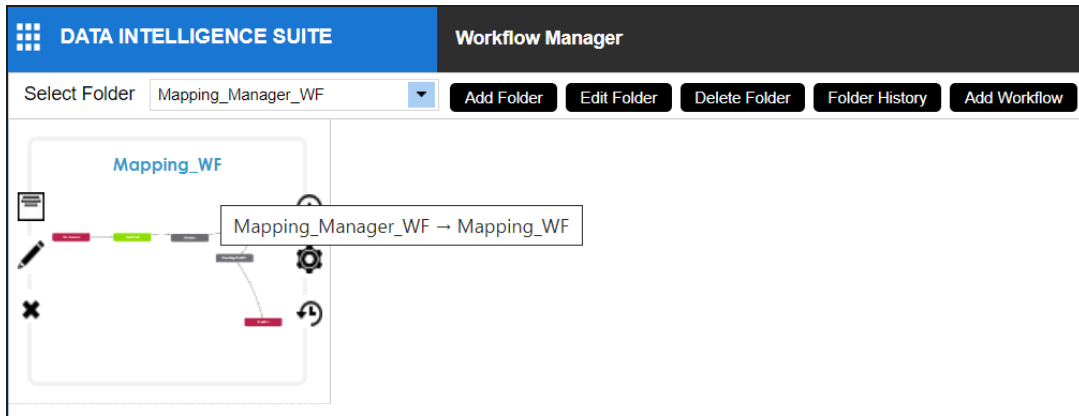 DATA INTELLIGENCE SUITE
Workflow Manager
Select Folder
Mapping_Manager_WF
Add Folder
Edit Folder
Delete Folder
Folder History
Add Workflow
Mapping_WF
Mapping_Manager_WF → Mapping_WF